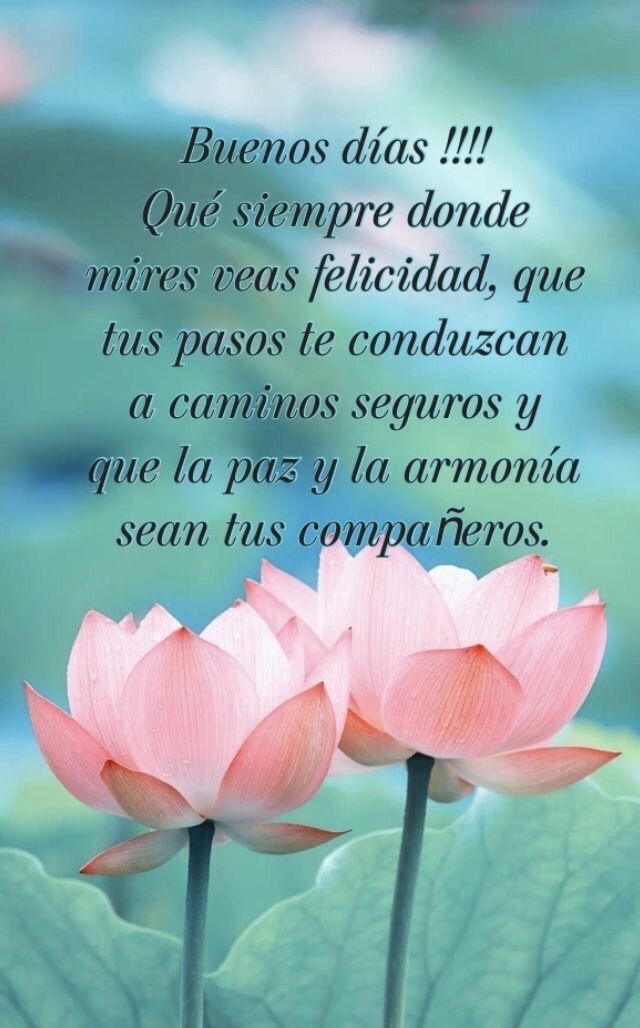 Buenos días !!!!
Qué siempre donde
mires veas felicidad, que
tus pasos te conduzcan
a caminos seguros y
que la paz y la armonía
sean tus compañeros.